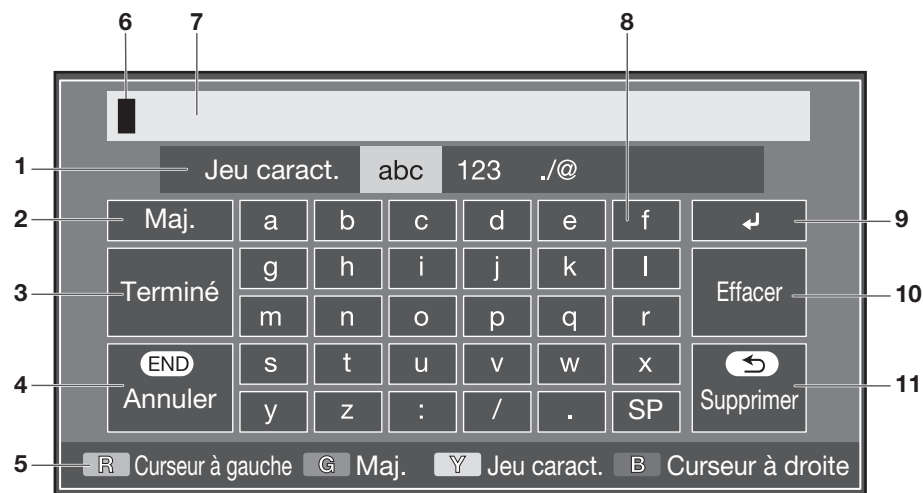 6 7 8
1 Jeu caract. abc 123 ./@
2 Maj. a b c d e f ↵ 9
g h i j k l
3 Terminé Effacer 10
m n o p q r
END s t u v w x
4 Annuler Supprimer 11
y z : / . SP
5 R Curseur à gauche G Maj. Y Jeu caract. B Curseur à droite